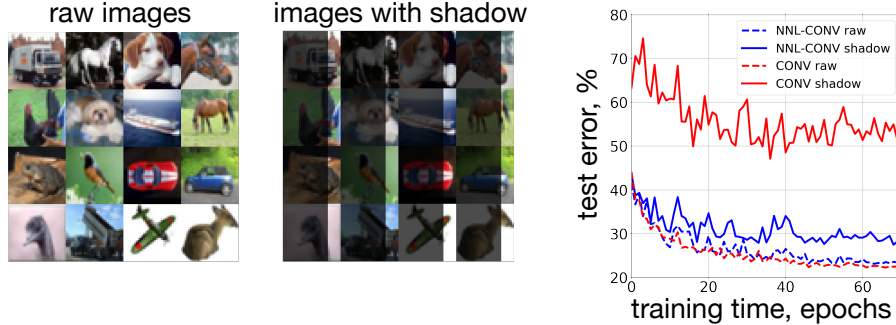 raw images
images with shadow
80
70
60
50
40
30
20
0
20
40
60
test error, %
training time, epochs
NNL-CONV raw
NNL-CONV shadow
CONV raw
CONV shadow